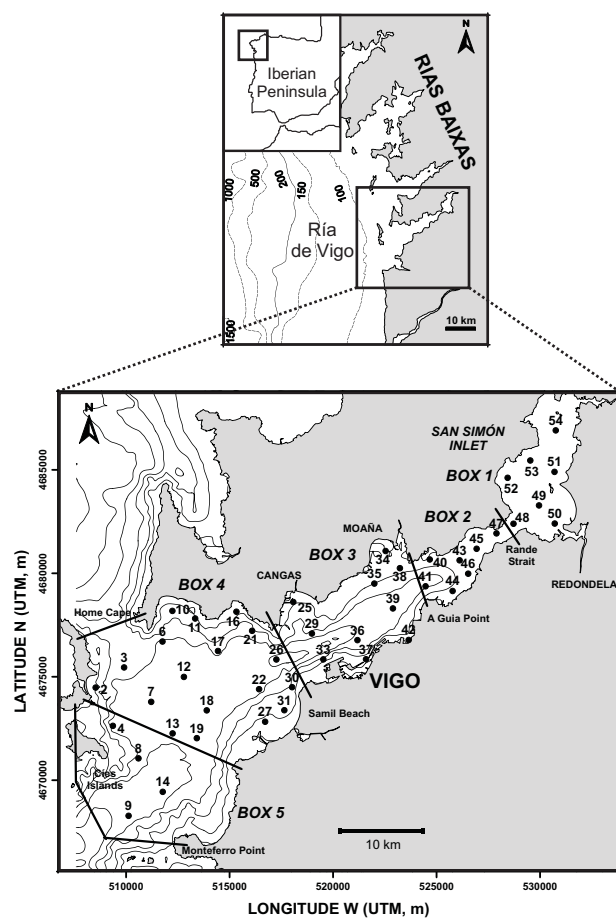 N
Iberian
Peninsula
RIAS BAIXAS
1000
500
200
150
100
Ría
de Vigo
1500
10 km
N
54
SAN SIMÓN
INLET
BOX 1
53
51
52
49
BOX 2
47
48
50
MOAÑA
45
Rande
Strait
34
43
BOX 3
40
46
REDONDELA
38
35
41
44
BOX 4
CANGAS
A Guia Point
25
39
Home Cape
10
11
16
29
36
42
6
21
17
26
33
37
3
12
30
VIGO
2
22
7
18
31
Samil Beach
4
13
19
27
8
Cies
Islands
14
BOX 5
9
10 km
Monteferro Point
4685000
4680000
4675000
4670000
LATITUDE N (UTM, m)
510000
515000
520000
525000
530000
LONGITUDE W (UTM, m)